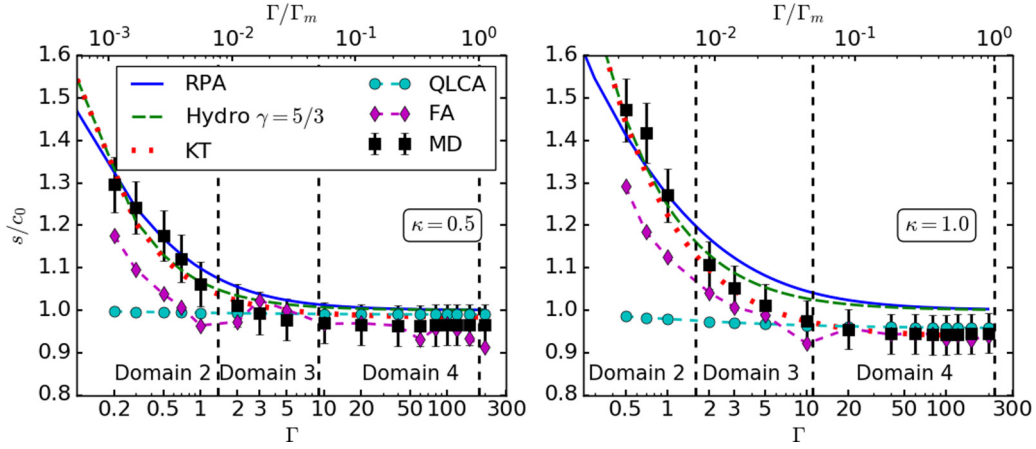 Γ/Γm
10⁻³ 10⁻² 10⁻¹ 10⁰
1.6
1.5
1.4
1.3
1.2
1.1
1.0
0.9
0.8
s/c0
RPA
Hydro γ = 5/3
KT
QLCA
FA
MD
κ = 0.5
Domain 2 Domain 3 Domain 4
0.2 0.5 1 2 5 10 20 50 100 300
Γ
Γ/Γm
10⁻² 10⁻¹ 10⁰
1.6
1.5
1.4
1.3
1.2
1.1
1.0
0.9
0.8
κ = 1.0
Domain 2 Domain 3 Domain 4
0.5 1 2 3 5 10 20 50 100 300
Γ